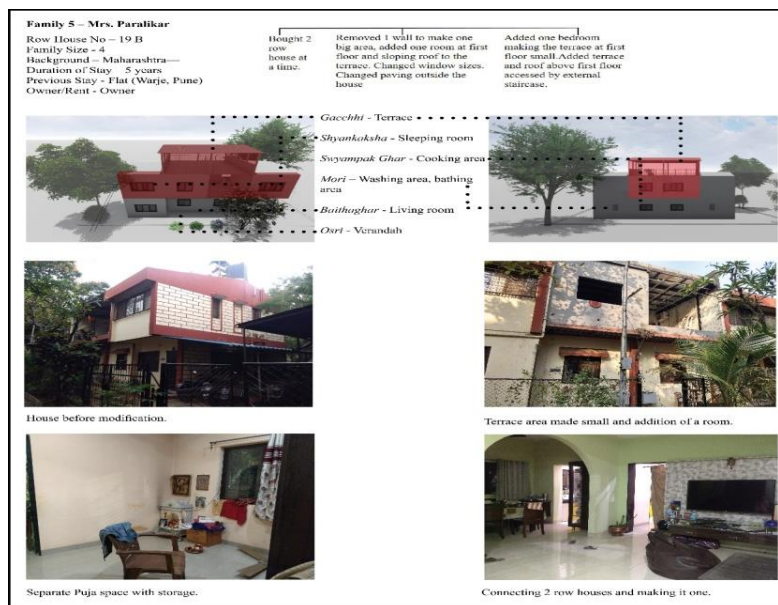 Family 5 – Mrs. Paralikar
Row House No – 19 B
Family Size - 4
Background – Maharashtra—
Duration of Stay – 5 years
Previous Stay - Flat (Warje, Pune)
Owner/Rent - Owner
Bought 2
row
house at
a time.
Removed 1 wall to make one
big area, added one room at first
floor and sloping roof to the
terrace. Changed window sizes.
Changed paving outside the
house
Added one bedroom
making the terrace at first
floor small.Added terrace
and roof above first floor
accessed by external
staircase.
Gacchhi - Terrace
Shyankaksha - Sleeping room
Swyampak Ghar - Cooking area
Mori – Washing area, bathing
area
Baithaghar – Living room
Osri - Verandah
House before modification.
Terrace area made small and addition of a room.
Separate Puja space with storage.
Connecting 2 row houses and making it one.